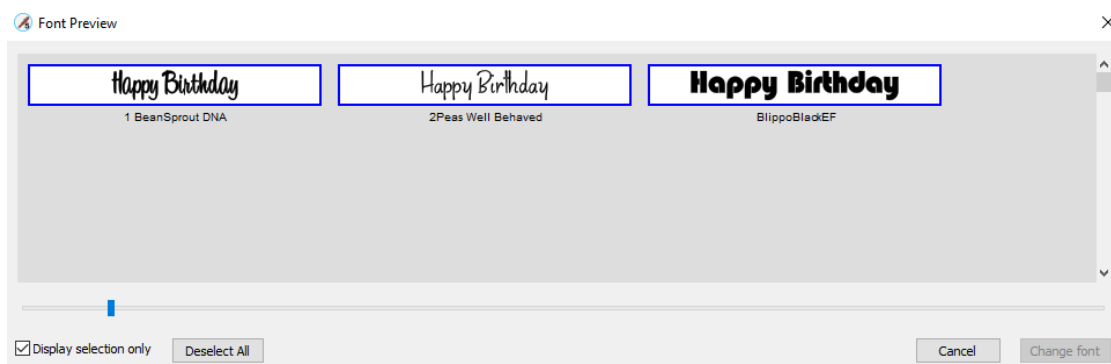 Font Preview
Happy Birthday Happy Birthday Happy Birthday
1 BeanSprout DNA 2Peas Well Behaved BlippoBlackEF
Display selection only Deselect All Cancel Change font